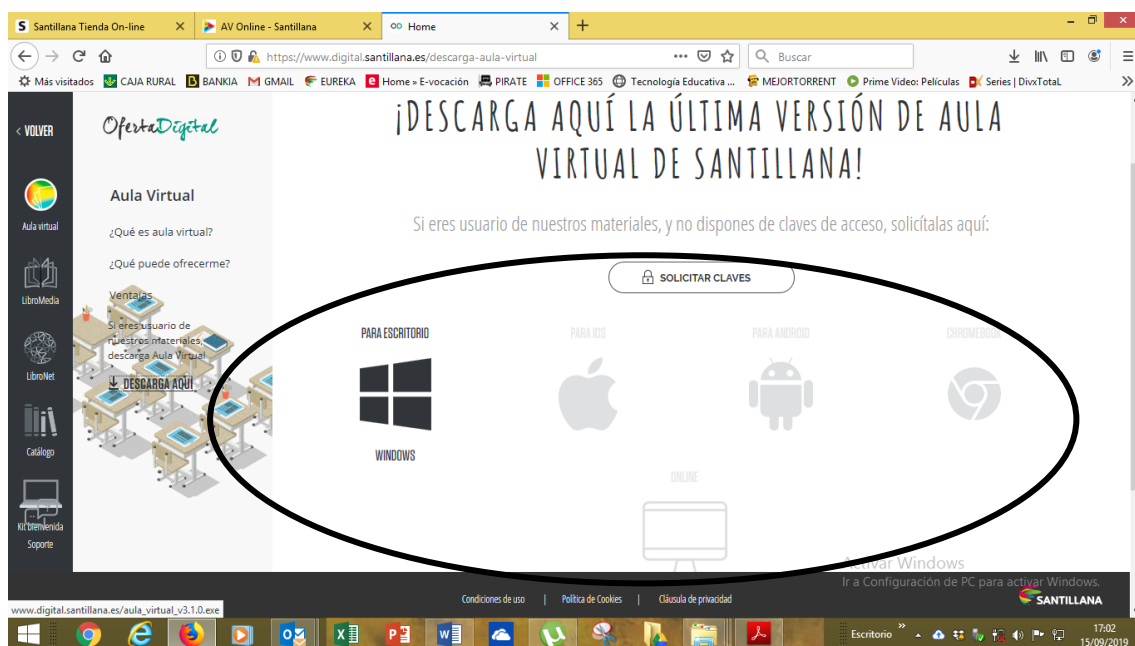 Santillana Tienda On-line
AV Online - Santillana
Home
https://www.digital.santillana.es/descarga-aula-virtual
Buscar
Más visitados
CAJA RURAL
BANKIA
GMAIL
EUREKA
Home » E-vocación
PIRATE
OFFICE 365
Tecnología Educativa ...
MEJORTORRENT
Prime Video: Películas
Series | DivxTotaL
< VOLVER
Aula virtual
LibroMedia
LibroNet
Catálogo
Kit bienvenida
Soporte
OfertaDigital
Aula Virtual
¿Qué es aula virtual?
¿Qué puede ofrecerme?
Ventajas
Si eres usuario de
nuestros materiales,
descarga Aula Virtual
DESCARGA AQUÍ
¡DESCARGA AQUÍ LA ÚLTIMA VERSIÓN DE AULA
VIRTUAL DE SANTILLANA!
Si eres usuario de nuestros materiales, y no dispones de claves de acceso, solicítalas aquí:
SOLICITAR CLAVES
PARA ESCRITORIO
PARA IOS
PARA ANDROID
CHROMEBOOK
WINDOWS
ONLINE
Activar Windows
Ir a Configuración de PC para activar Windows.
Condiciones de uso | Política de Cookies | Cláusula de privacidad
SANTILLANA
www.digital.santillana.es/aula_virtual_v3.1.0.exe
Escritorio
17:02
15/09/2019